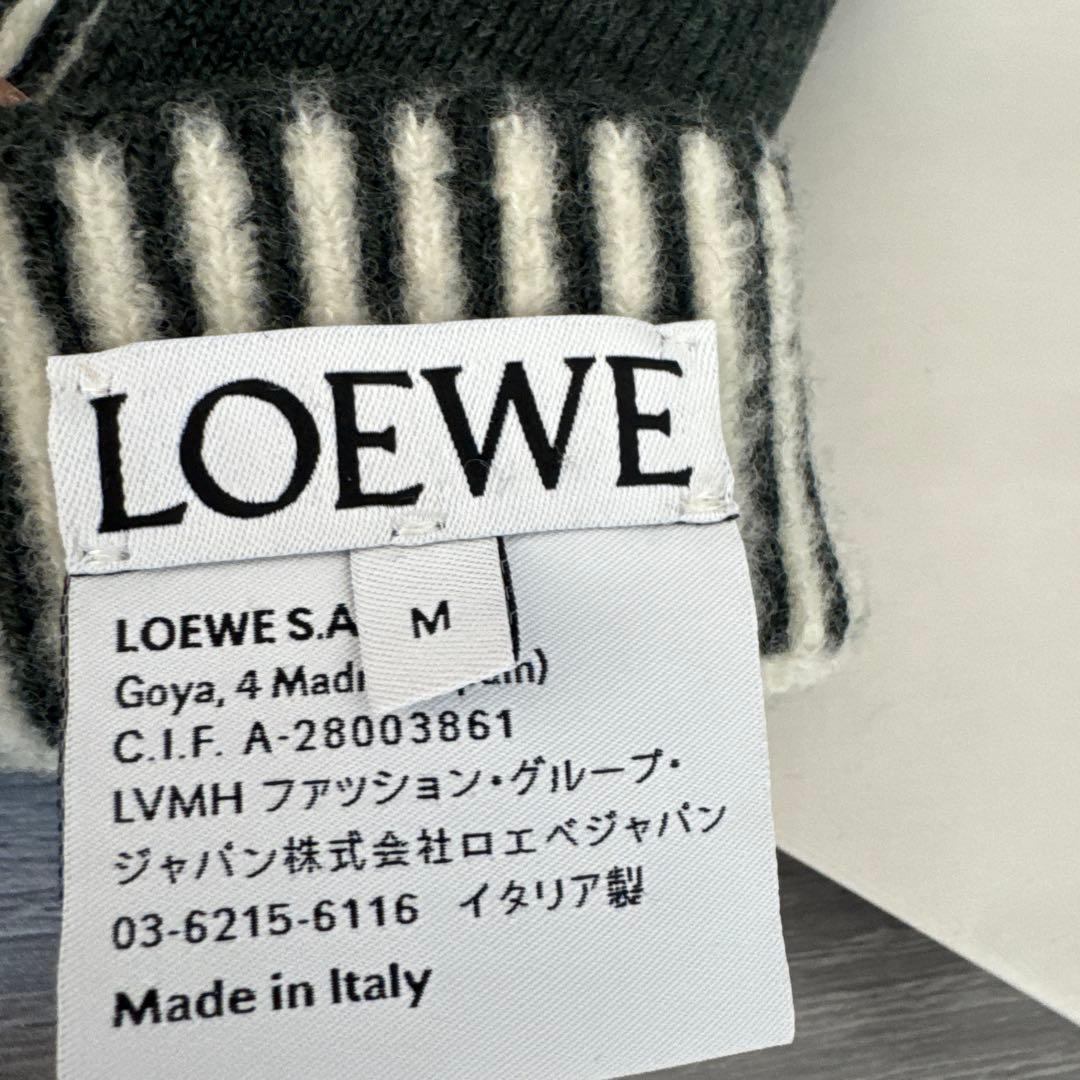 LOEWE
M
LOEWE S.A
Goya, 4
C.I.F. A-28003861
LVMH ファッション・グループ・
ジャパン株式会社ロエベジャパン
03-6215-6116 イタリア製
Made in Italy